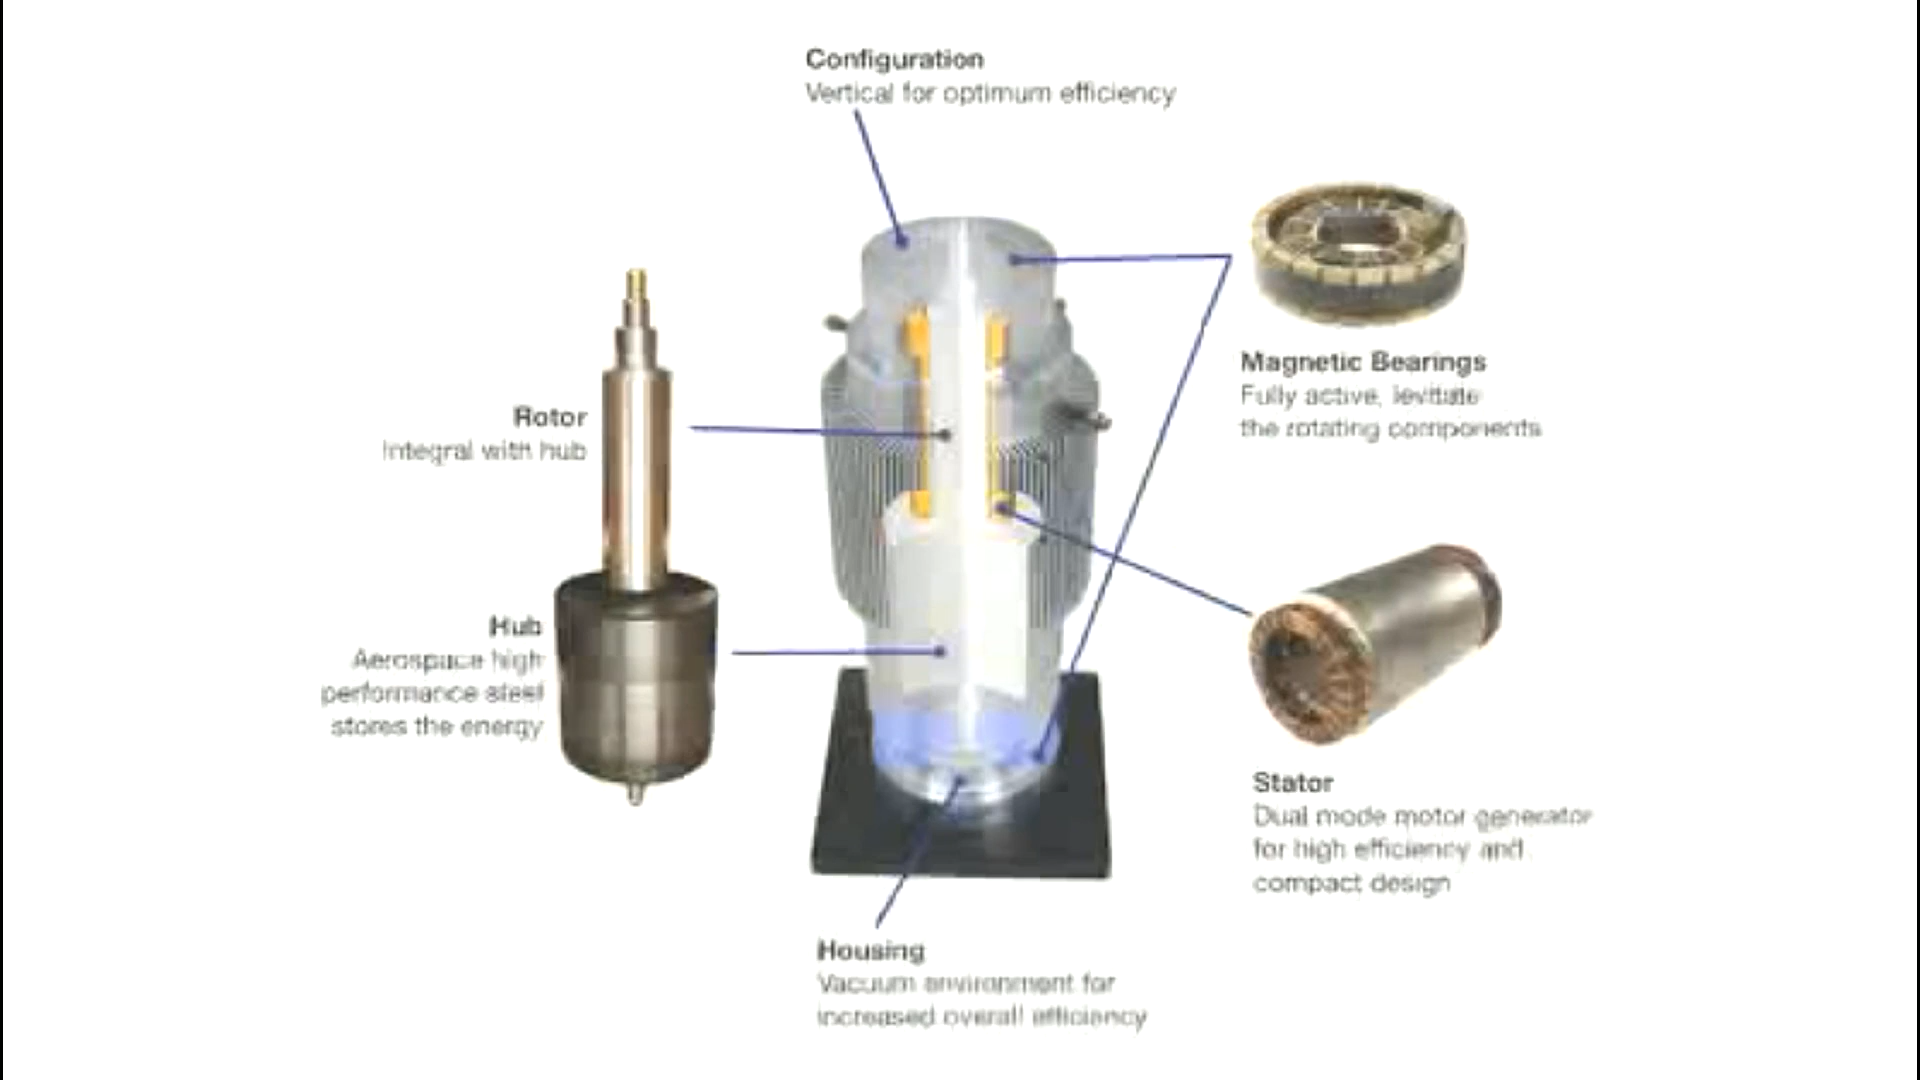 Configuration
Vertical for optimum efficiency
Magnetic Bearings
Fully active, levitate
the rotating components
Rotor
Integral with hub
Hub
Aerospace high
performance steel
stores the energy
Stator
Dual mode motor generator
for high efficiency and
compact design
Housing
Vacuum environment for
increased overall efficiency